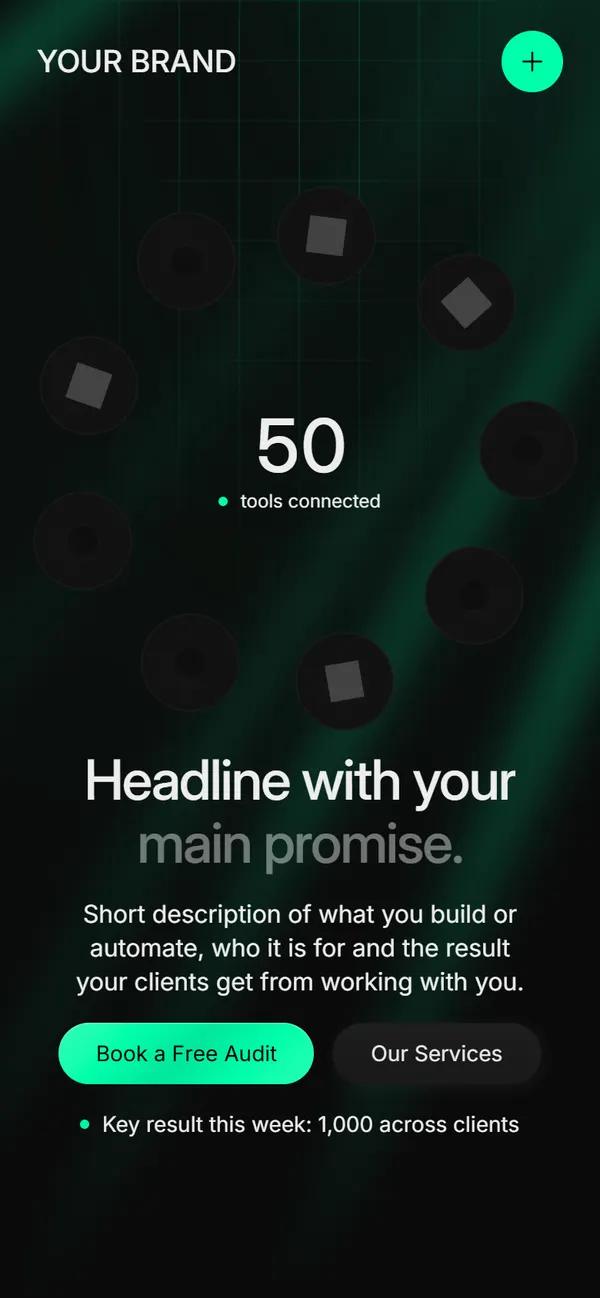 YOUR BRAND
50
tools connected
Headline with your
main promise.
Short description of what you build or
automate, who it is for and the result
your clients get from working with you.
Book a Free Audit
Our Services
Key result this week: 1,000 across clients